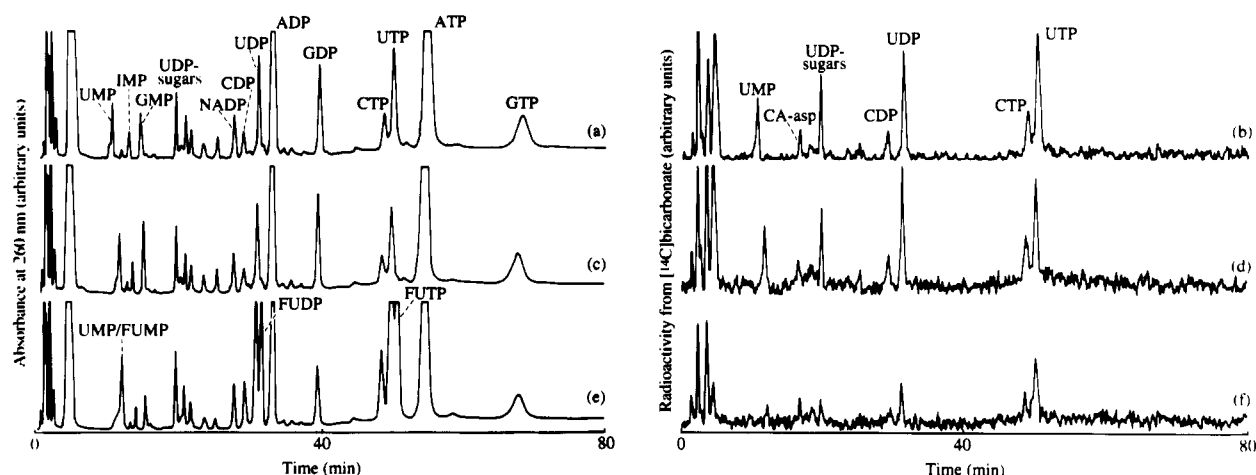 Absorbance at 260 nm (arbitrary units)
UMP
IMP
GMP
UDP-
sugars
NADP
CDP
UDP
ADP
GDP
CTP
UTP
ATP
GTP
(a)
(c)
UMP/FUMP
FUDP
FUTP
(e)
0
40
80
Time (min)
Radioactivity from [14C]bicarbonate (arbitrary units)
UMP
CA-asp
UDP-
sugars
CDP
UDP
CTP
UTP
(b)
(d)
(f)
0
40
80
Time (min)